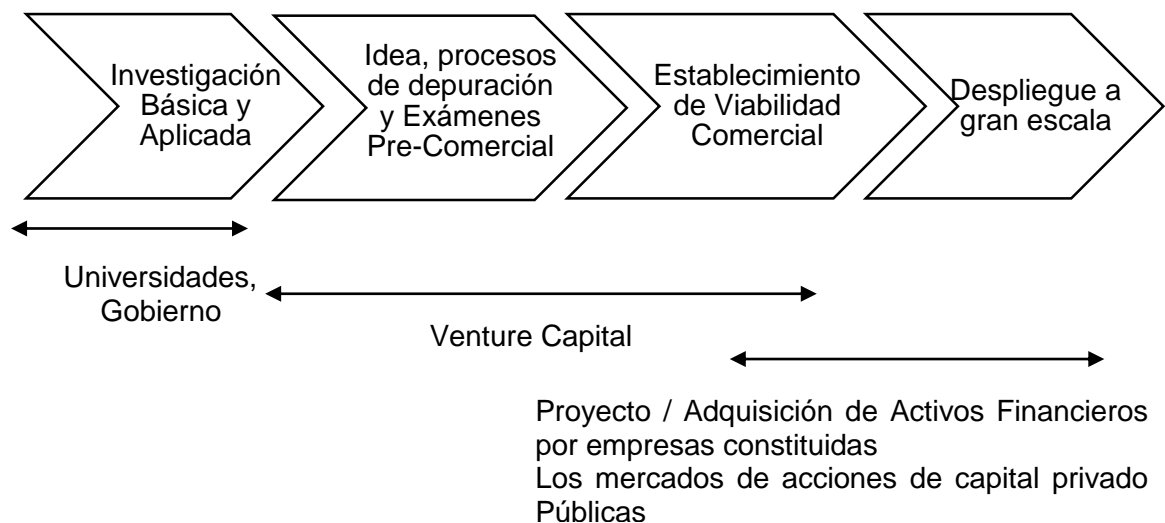 Investigación
Básica y
Aplicada
Idea, procesos
de depuración
y Exámenes
Pre-Comercial
Establecimiento
de Viabilidad
Comercial
Despliegue a
gran escala
Universidades,
Gobierno
Venture Capital
Proyecto / Adquisición de Activos Financieros
por empresas constituidas
Los mercados de acciones de capital privado
Públicas